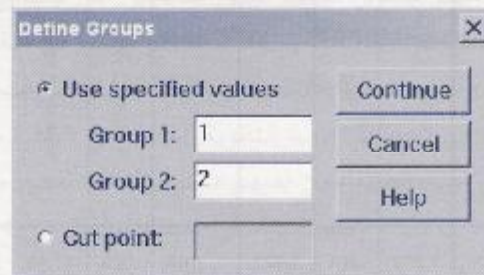 Define Groups
Use specified values
Group 1: 1
Group 2: 2
Cut point:
Continue
Cancel
Help